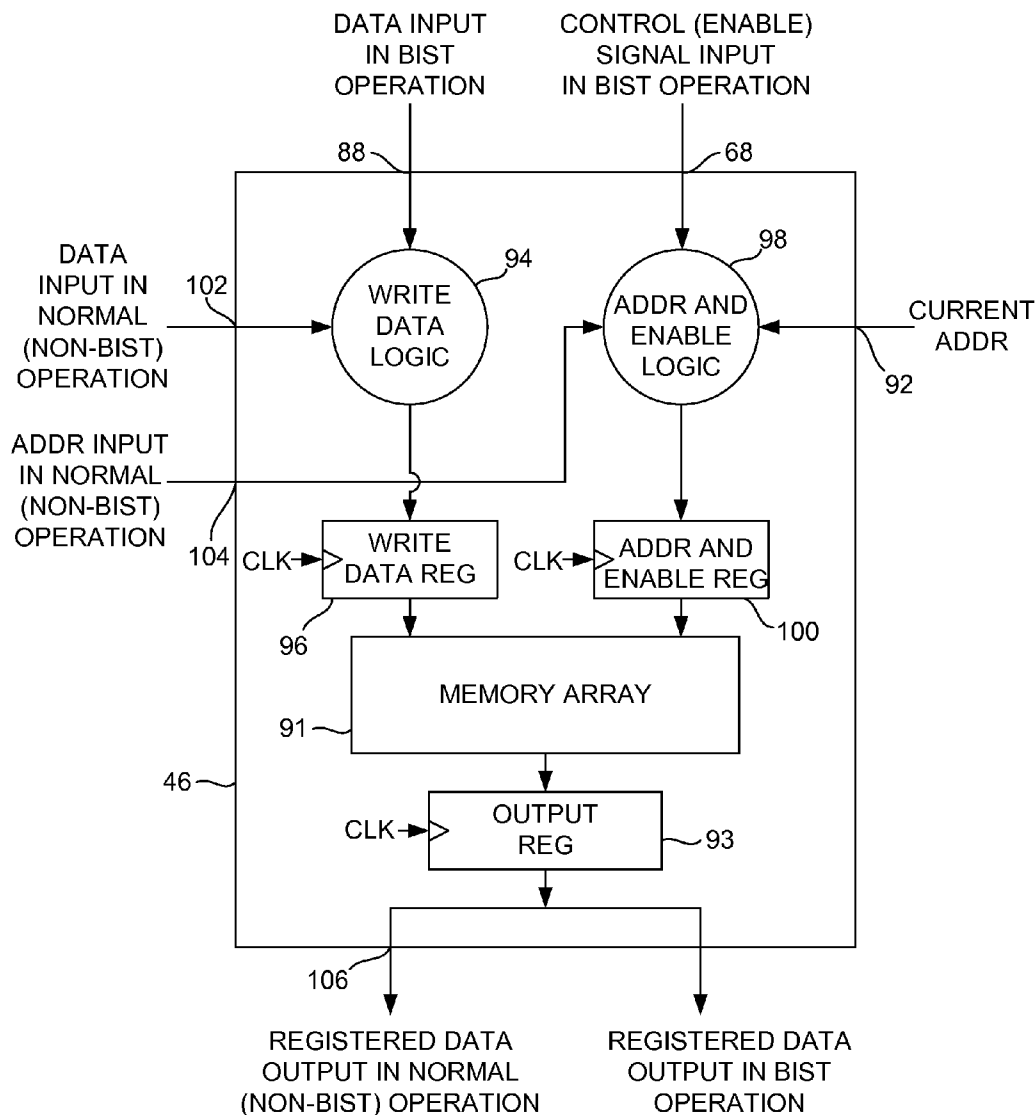 DATA INPUT
IN BIST
OPERATION
CONTROL (ENABLE)
SIGNAL INPUT
IN BIST OPERATION
88
68
DATA
INPUT IN
NORMAL
(NON-BIST)
OPERATION
102
94
WRITE
DATA
LOGIC
98
ADDR AND
ENABLE
LOGIC
CURRENT
ADDR
92
ADDR INPUT
IN NORMAL
(NON-BIST)
OPERATION
104
CLK
WRITE
DATA REG
96
CLK
ADDR AND
ENABLE REG
100
MEMORY ARRAY
91
46
CLK
OUTPUT
REG
93
106
REGISTERED DATA
OUTPUT IN NORMAL
(NON-BIST) OPERATION
REGISTERED DATA
OUTPUT IN BIST
OPERATION